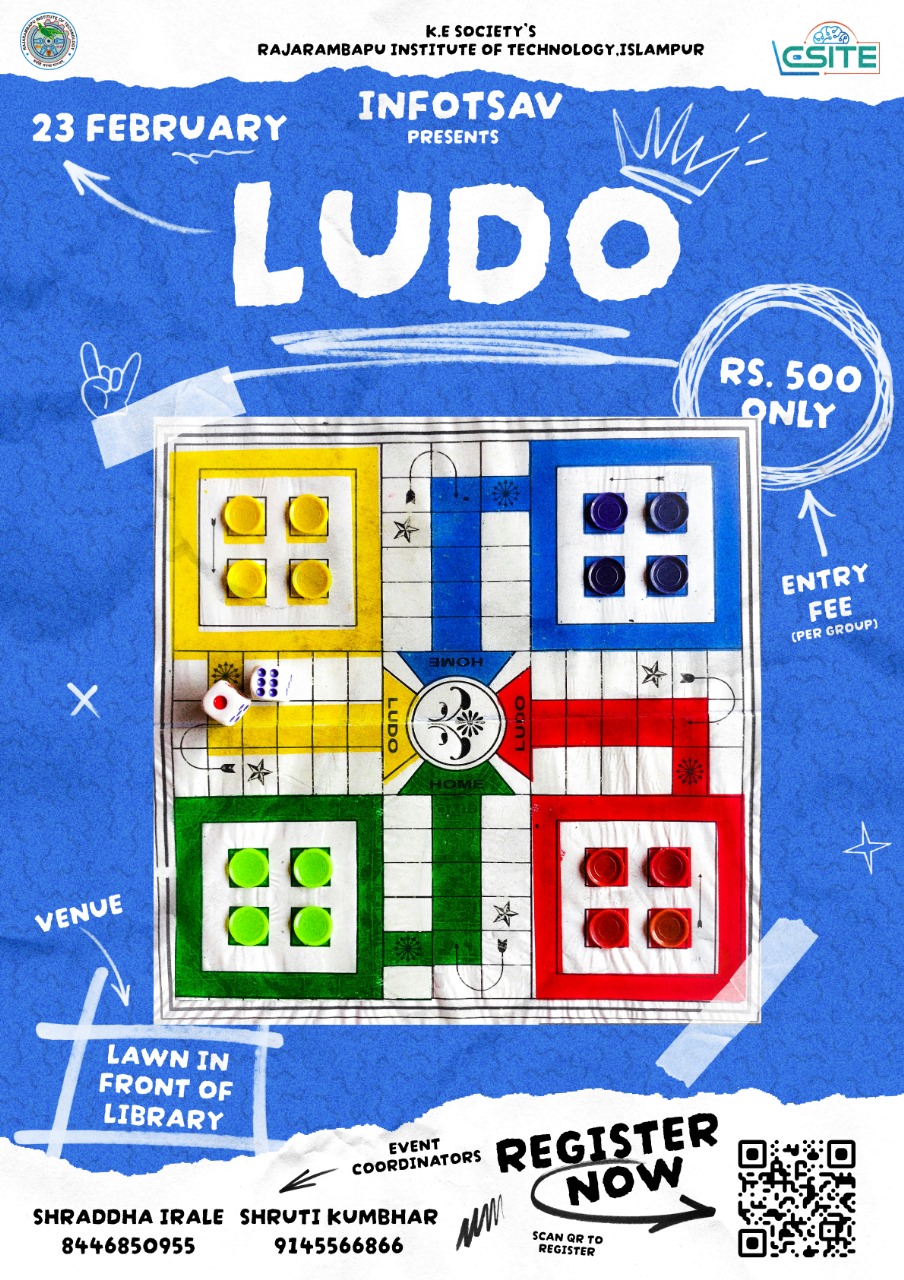 K.E SOCIETY'S
RAJARAMBAPU INSTITUTE OF TECHNOLOGY,ISLAMPUR
CSITE
23 FEBRUARY
INFOTSAV
PRESENTS
LUDO
RS. 500
ONLY
ENTRY
FEE
(PER GROUP)
HOME
LUDO
LUDO
HOME
VENUE
LAWN IN
FRONT OF
LIBRARY
EVENT
COORDINATORS
REGISTER
NOW
SHRADDHA IRALE
8446850955
SHRUTI KUMBHAR
9145566866
SCAN QR TO
REGISTER